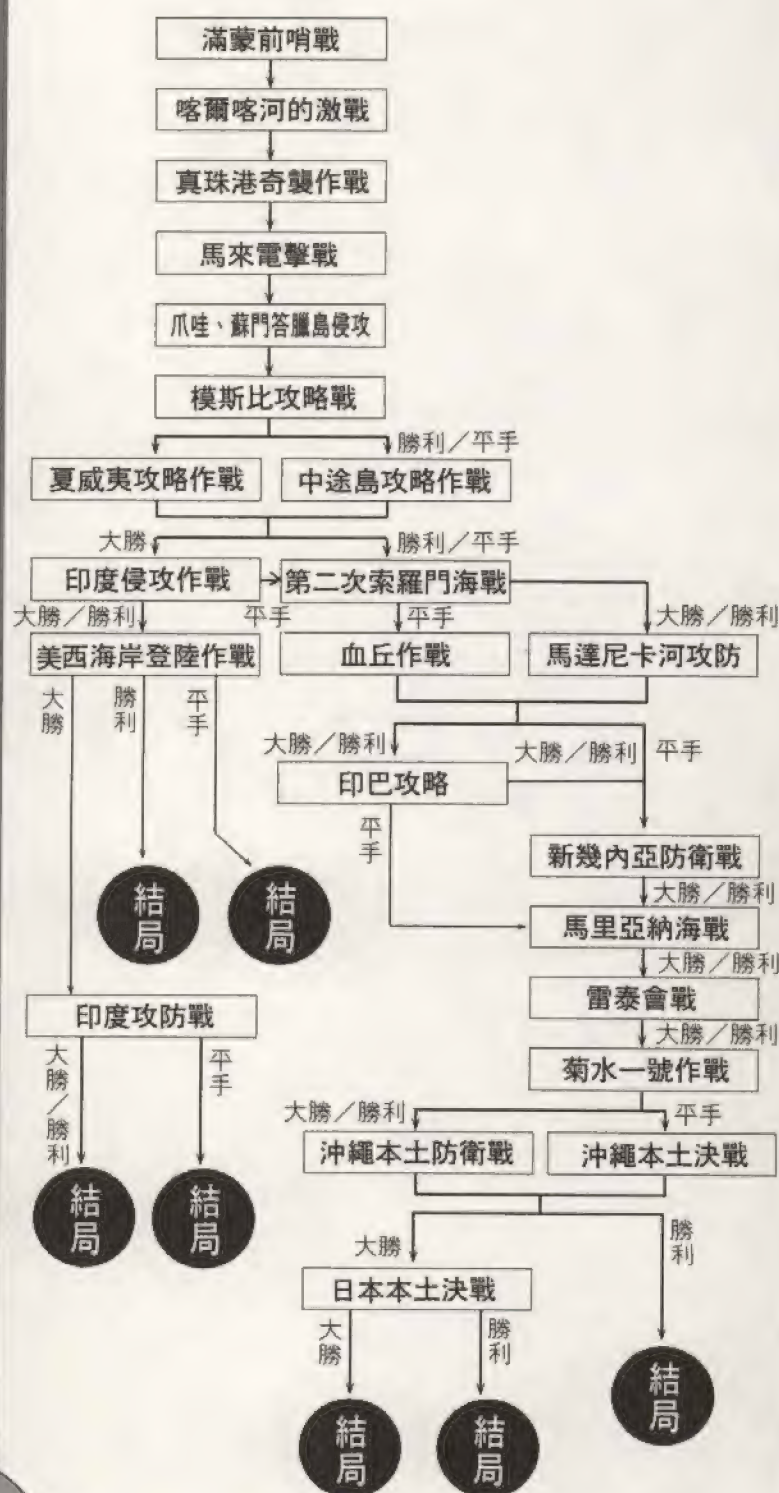 滿蒙前哨戰
喀爾喀河的激戰
真珠港奇襲作戰
馬來電擊戰
爪哇、蘇門答臘島侵攻
模斯比攻略戰
勝利／平手
夏威夷攻略作戰
中途島攻略作戰
大勝
勝利／平手
印度侵攻作戰
第二次索羅門海戰
大勝／勝利
平手
平手
大勝／勝利
美西海岸登陸作戰
血丘作戰
馬達尼卡河攻防
大勝
勝利
平手
大勝／勝利
大勝／勝利
平手
印巴攻略
平手
新幾內亞防衛戰
結局
結局
大勝／勝利
馬里亞納海戰
大勝／勝利
雷泰會戰
印度攻防戰
大勝／勝利
菊水一號作戰
大勝／勝利
平手
大勝／勝利
平手
沖繩本土防衛戰
沖繩本土決戰
結局
結局
大勝
勝利
日本本土決戰
大勝
勝利
結局
結局
結局